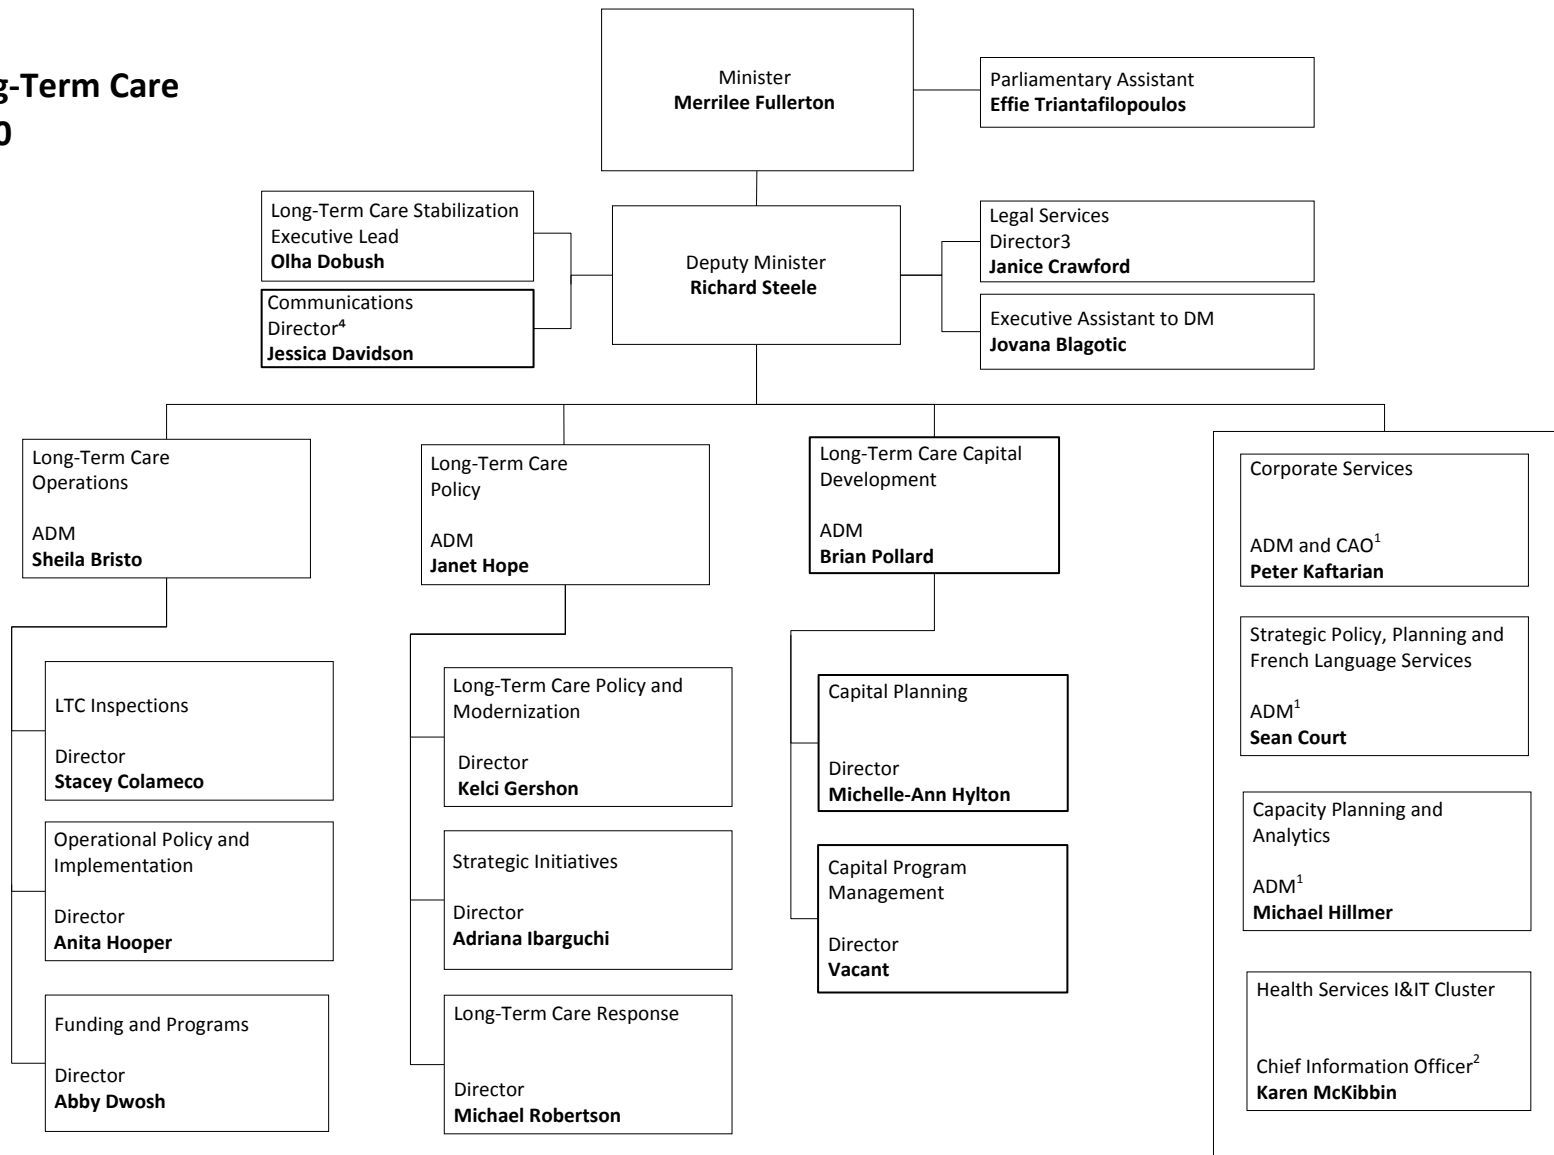 g-Term Care
0
Minister
Merrilee Fullerton
Parliamentary Assistant
Effie Triantafilopoulos
Long-Term Care Stabilization
Executive Lead
Olha Dobush
Communications
Director⁴
Jessica Davidson
Deputy Minister
Richard Steele
Legal Services
Director3
Janice Crawford
Executive Assistant to DM
Jovana Blagotic
Long-Term Care
Operations
ADM
Sheila Bristo
Long-Term Care
Policy
ADM
Janet Hope
Long-Term Care Capital
Development
ADM
Brian Pollard
Corporate Services
ADM and CAO¹
Peter Kaftarian
LTC Inspections
Director
Stacey Colameco
Operational Policy and
Implementation
Director
Anita Hooper
Funding and Programs
Director
Abby Dwosh
Long-Term Care Policy and
Modernization
Director
Kelci Gershon
Strategic Initiatives
Director
Adriana Ibarguchi
Long-Term Care Response
Director
Michael Robertson
Capital Planning
Director
Michelle-Ann Hylton
Capital Program
Management
Director
Vacant
Strategic Policy, Planning and
French Language Services
ADM¹
Sean Court
Capacity Planning and
Analytics
ADM¹
Michael Hillmer
Health Services I&IT Cluster
Chief Information Officer²
Karen McKibbin